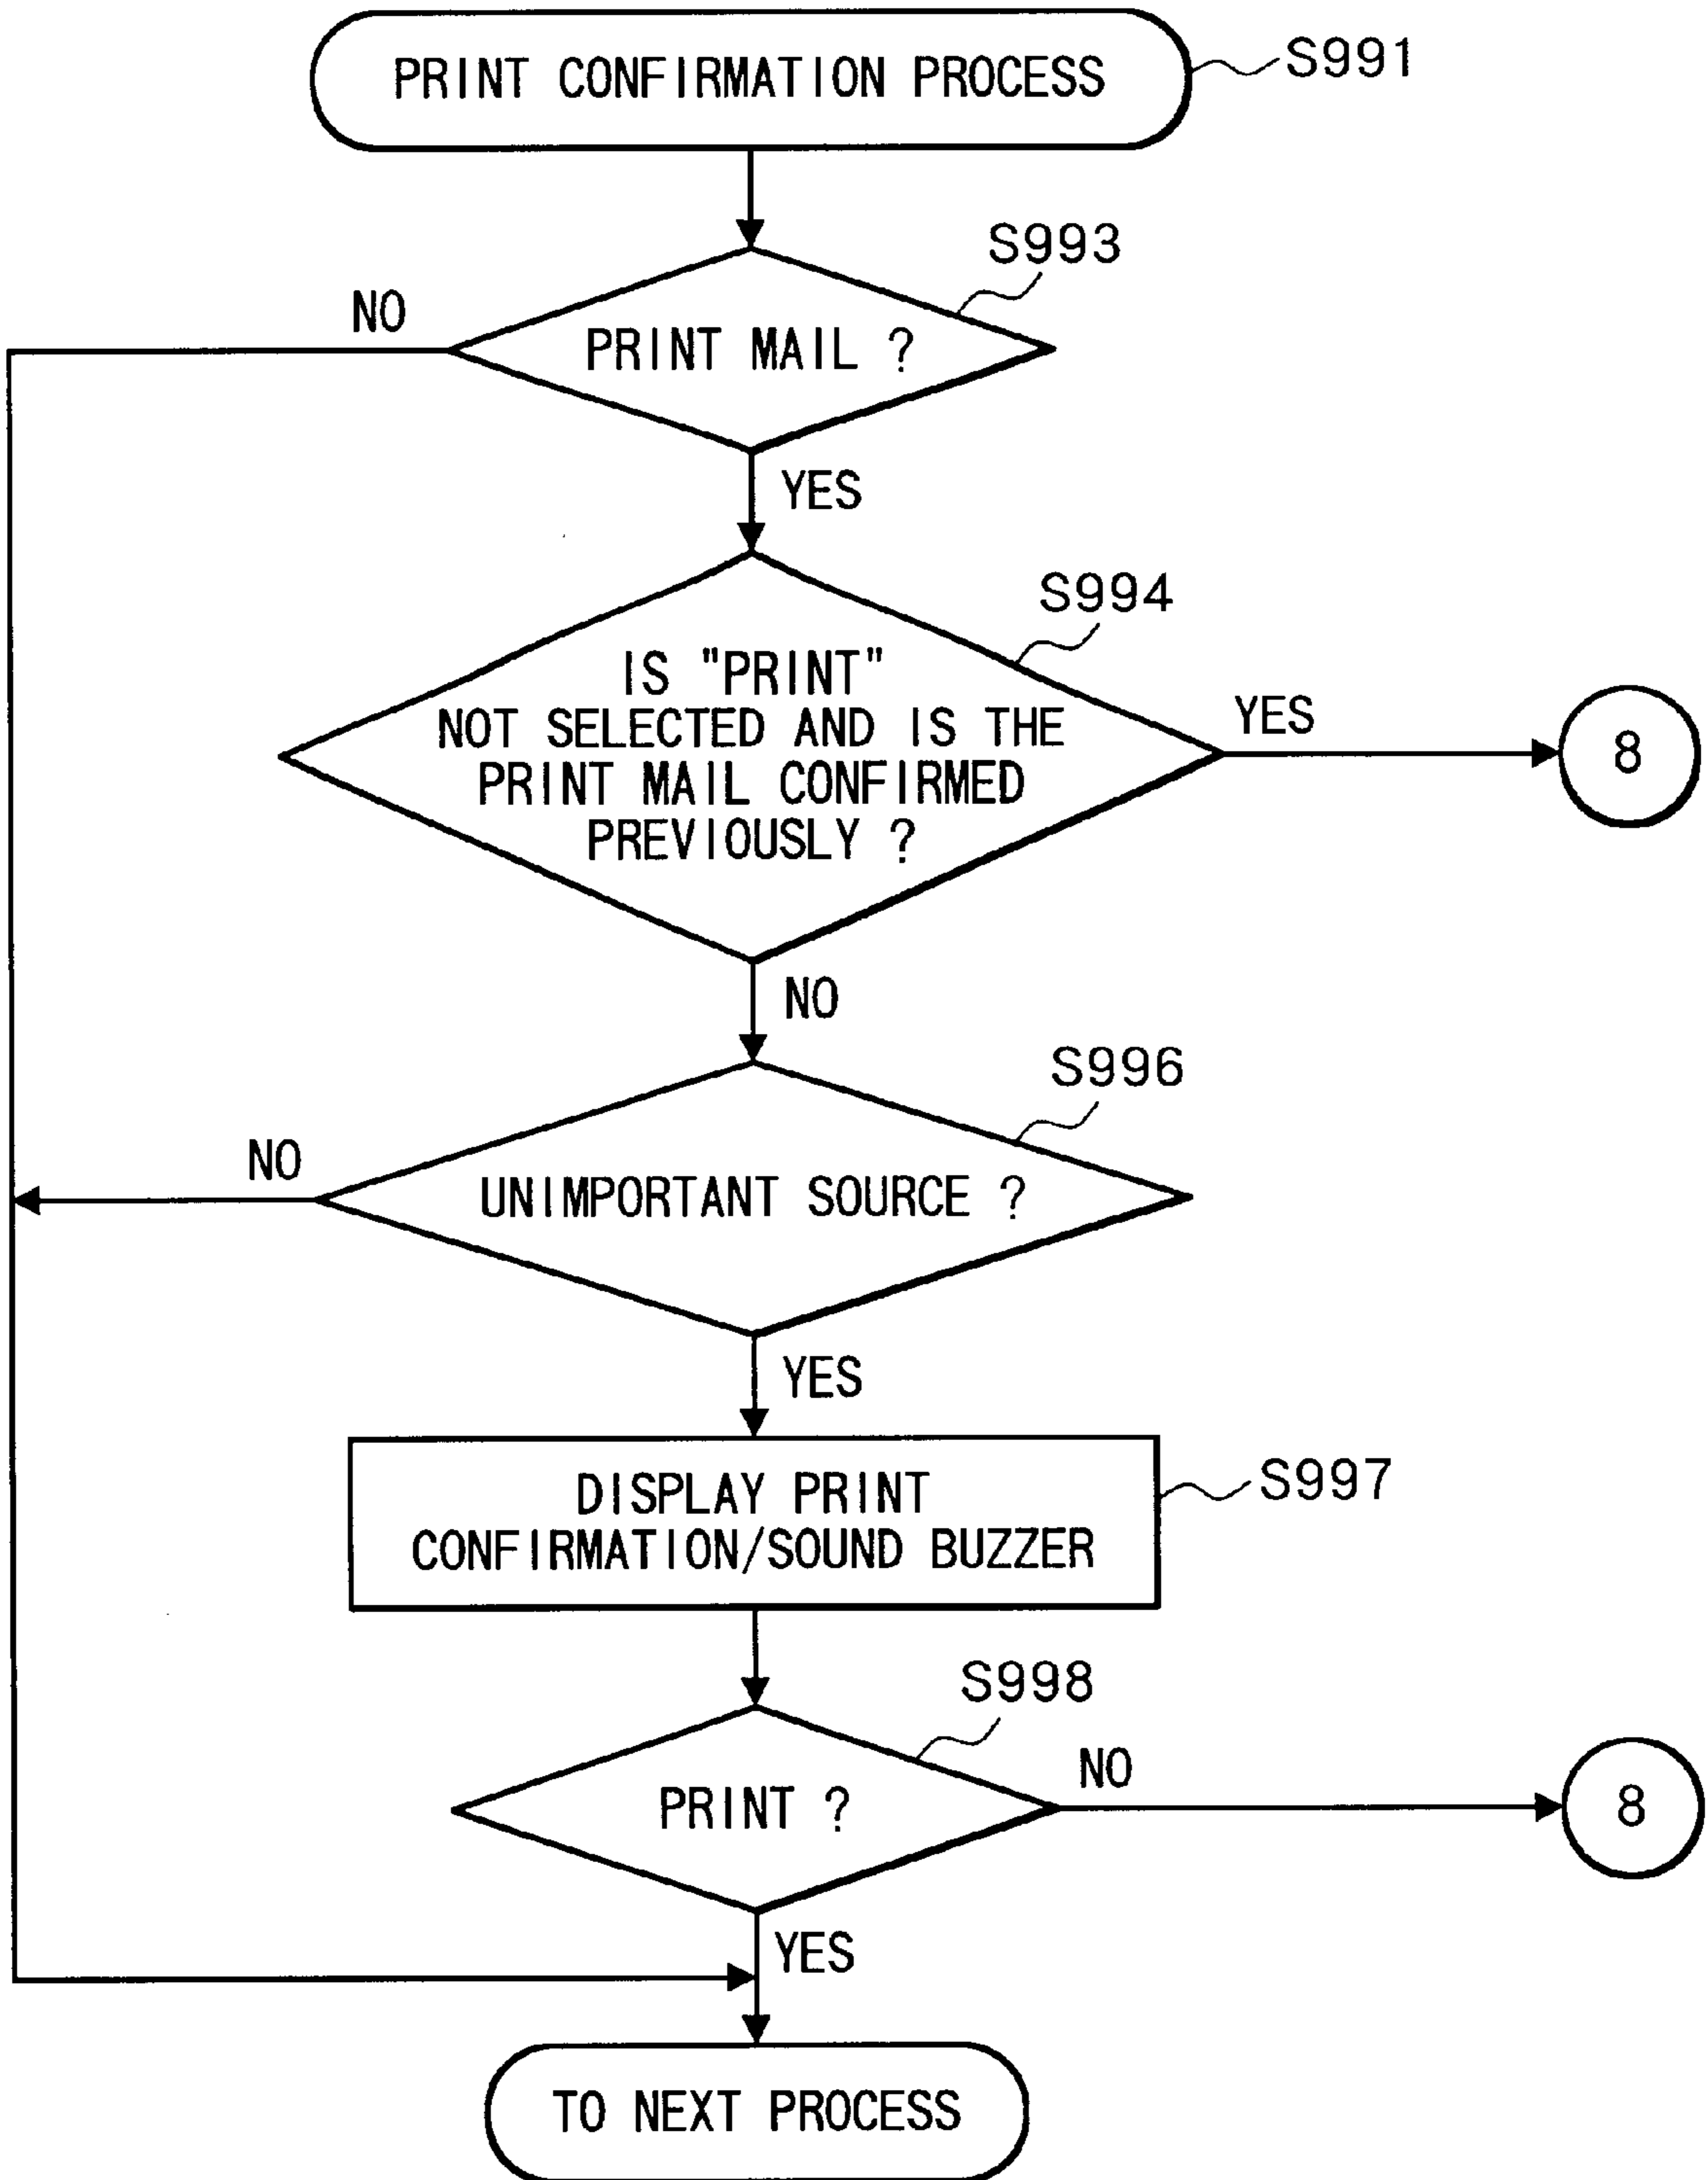 PRINT CONFIRMATION PROCESS
S991
S993
NO
PRINT MAIL ?
YES
S994
IS "PRINT"
NOT SELECTED AND IS THE
PRINT MAIL CONFIRMED
PREVIOUSLY ?
YES
8
NO
S996
NO
UNIMPORTANT SOURCE ?
YES
DISPLAY PRINT
CONFIRMATION/SOUND BUZZER
S997
S998
NO
PRINT ?
8
YES
TO NEXT PROCESS